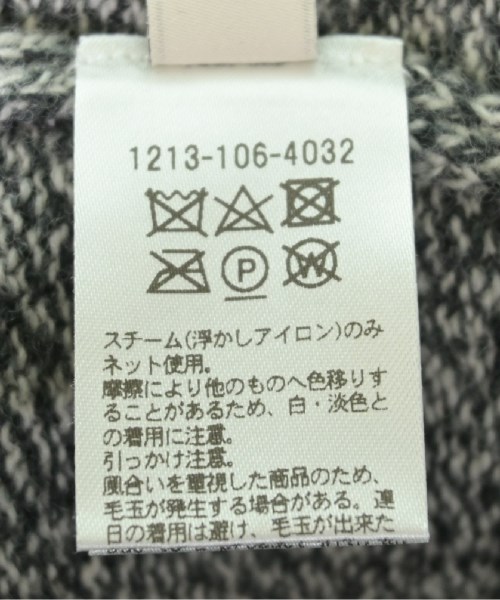 1213-106-4032
P
W
スチーム(浮かしアイロン)のみ
ネット使用。
摩擦により他のものへ色移りす
ることがあるため、白・淡色と
の着用に注意。
引っかけ注意。
風合いを重視した商品のため、
毛玉が発生する場合がある。連
日の着用は避け、毛玉が出来た